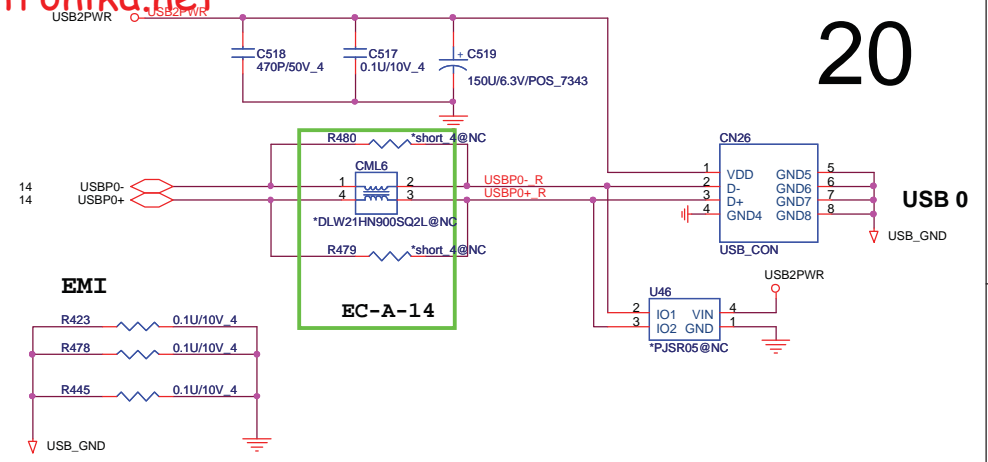 tronika.net
USB2PWR
USB2PWR
20
C518
470P/50V_4
C517
0.1U/10V_4
+
C519
150U/6.3V/POS_7343
R480
*short_4@NC
CML6
14
USBP0-
1
2
USBP0-_R
14
USBP0+
4
3
USBP0+_R
*DLW21HN900SQ2L@NC
R479
*short_4@NC
EC-A-14
CN26
1
VDD
GND5
5
2
D-
GND6
6
3
D+
GND7
7
4
GND4
GND8
8
USB_CON
USB 0
USB_GND
EMI
R423
0.1U/10V_4
R478
0.1U/10V_4
R445
0.1U/10V_4
USB_GND
USB2PWR
U46
2
IO1
VIN
4
3
IO2
GND
1
*PJSR05@NC